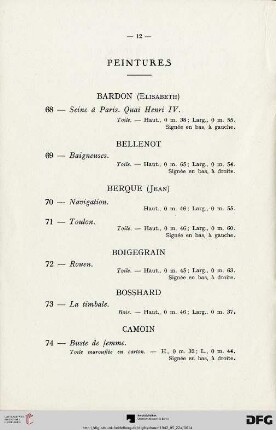 — 12 —
PEINTURES
BARDON (Elisabeth)
68 — Seine à Paris. Quai Henri IV.
Toile. — Haut., 0 m. 38; Larg., 0 m. 55.
Signée en bas, à gauche.
BELLENOT
69 — Baigneuses.
Toile. — Haut., 0 m. 65; Larg., 0 m. 54.
Signée en bas, à droite.
BERQUE (Jean)
70 — Navigation.
Haut., 0 m. 46; Larg., 0 m. 55.
71 — Toulon.
Toile. — Haut., 0 m. 46; Larg., 0 m. 60.
Signée en bas, à gauche.
BOIGEGRAIN
72 — Rouen.
Toile. — Haut., 0 m. 45; Larg., 0 m. 63.
Signée en bas, à droite.
BOSSHARD
73 — La timbale.
Haut., 0 m. 46; Larg., 0 m. 37.
CAMOIN
74 — Buste de femme.
Toile marouflée en carton. — H., 0 m. 32; L., 0 m. 44.
Signée en bas, à droite.
DFG